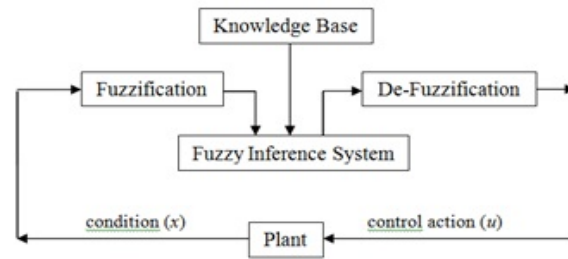 Knowledge Base
Fuzzification
De-Fuzzification
Fuzzy Inference System
condition (x)
control action (u)
Plant